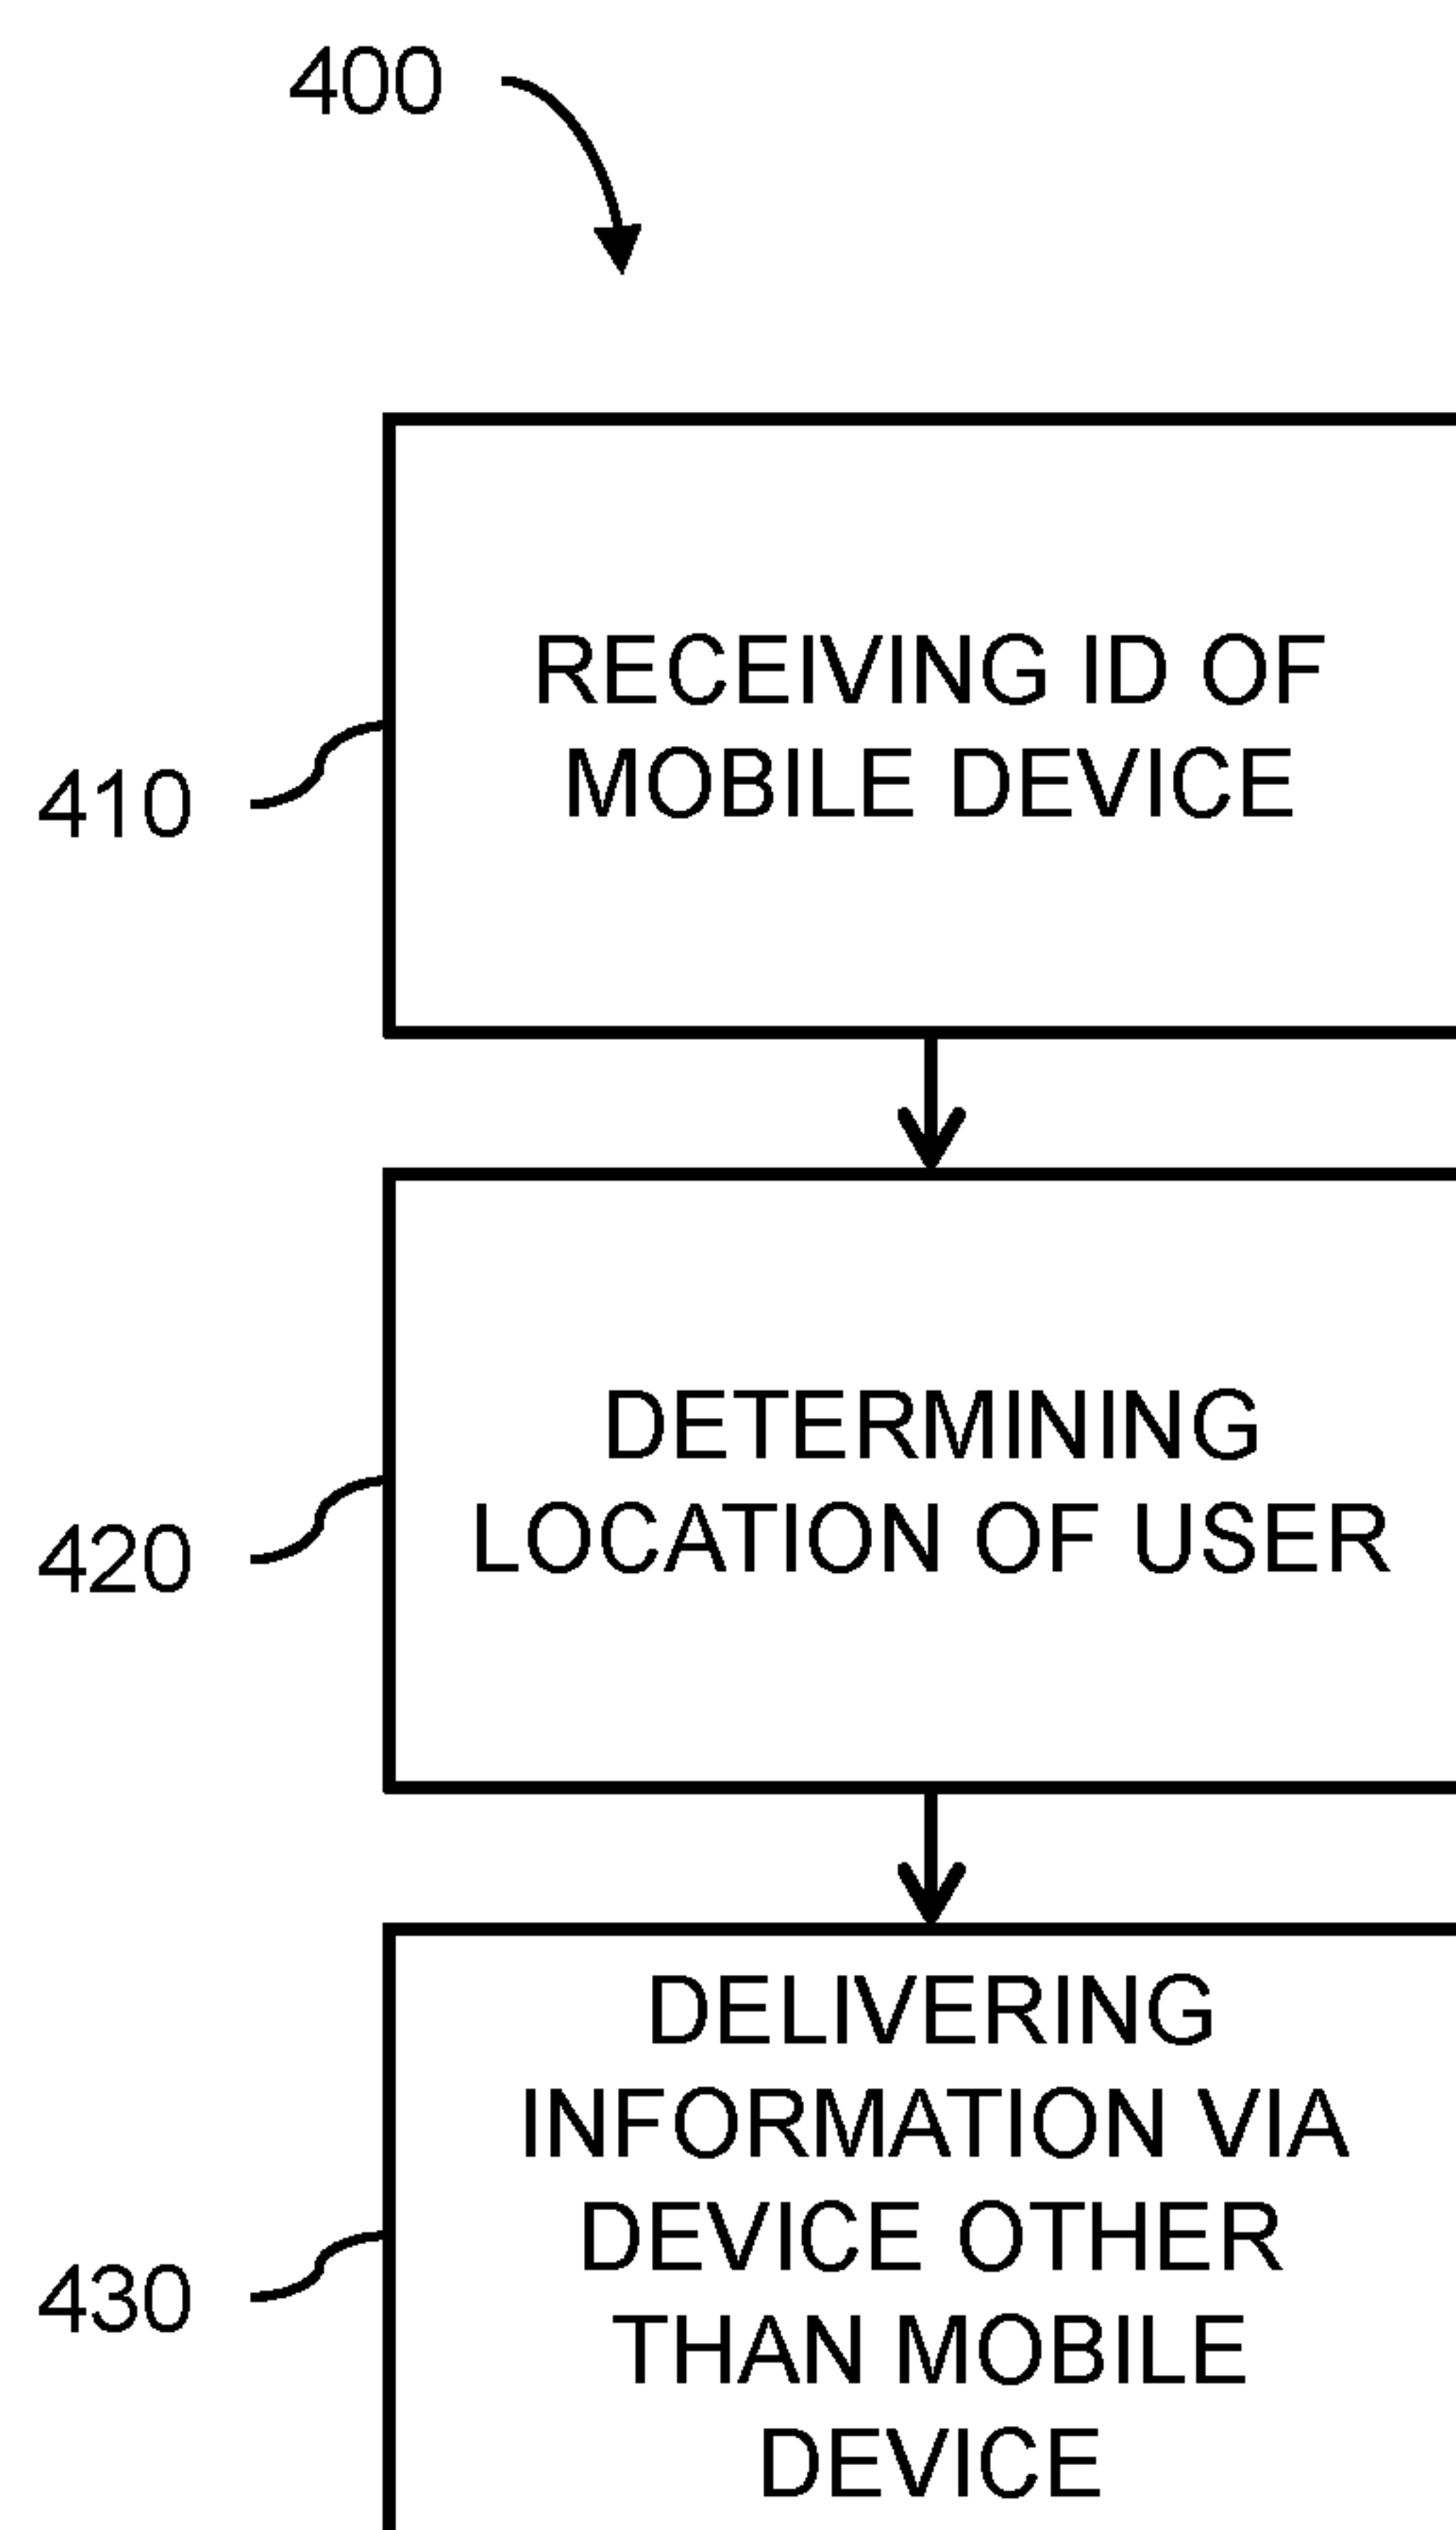 400
RECEIVING ID OF
MOBILE DEVICE
410
DETERMINING
LOCATION OF USER
420
DELIVERING
INFORMATION VIA
DEVICE OTHER
THAN MOBILE
DEVICE
430